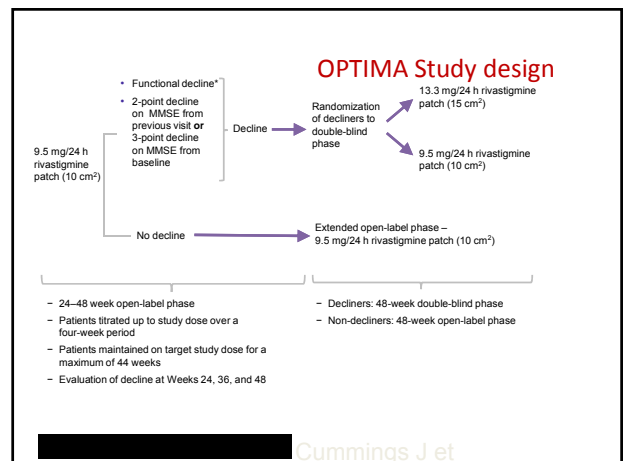 OPTIMA Study design
• Functional decline*
• 2-point decline
on MMSE from
previous visit or
3-point decline
on MMSE from
baseline
Decline
9.5 mg/24 h
rivastigmine
patch (10 cm²)
No decline
Randomization
of decliners to
double-blind
phase
13.3 mg/24 h rivastigmine
patch (15 cm²)
9.5 mg/24 h rivastigmine
patch (10 cm²)
Extended open-label phase –
9.5 mg/24 h rivastigmine patch (10 cm²)
− 24–48 week open-label phase
− Patients titrated up to study dose over a
four-week period
− Patients maintained on target study dose for a
maximum of 44 weeks
− Evaluation of decline at Weeks 24, 36, and 48
− Decliners: 48-week double-blind phase
− Non-decliners: 48-week open-label phase
Cummings J et